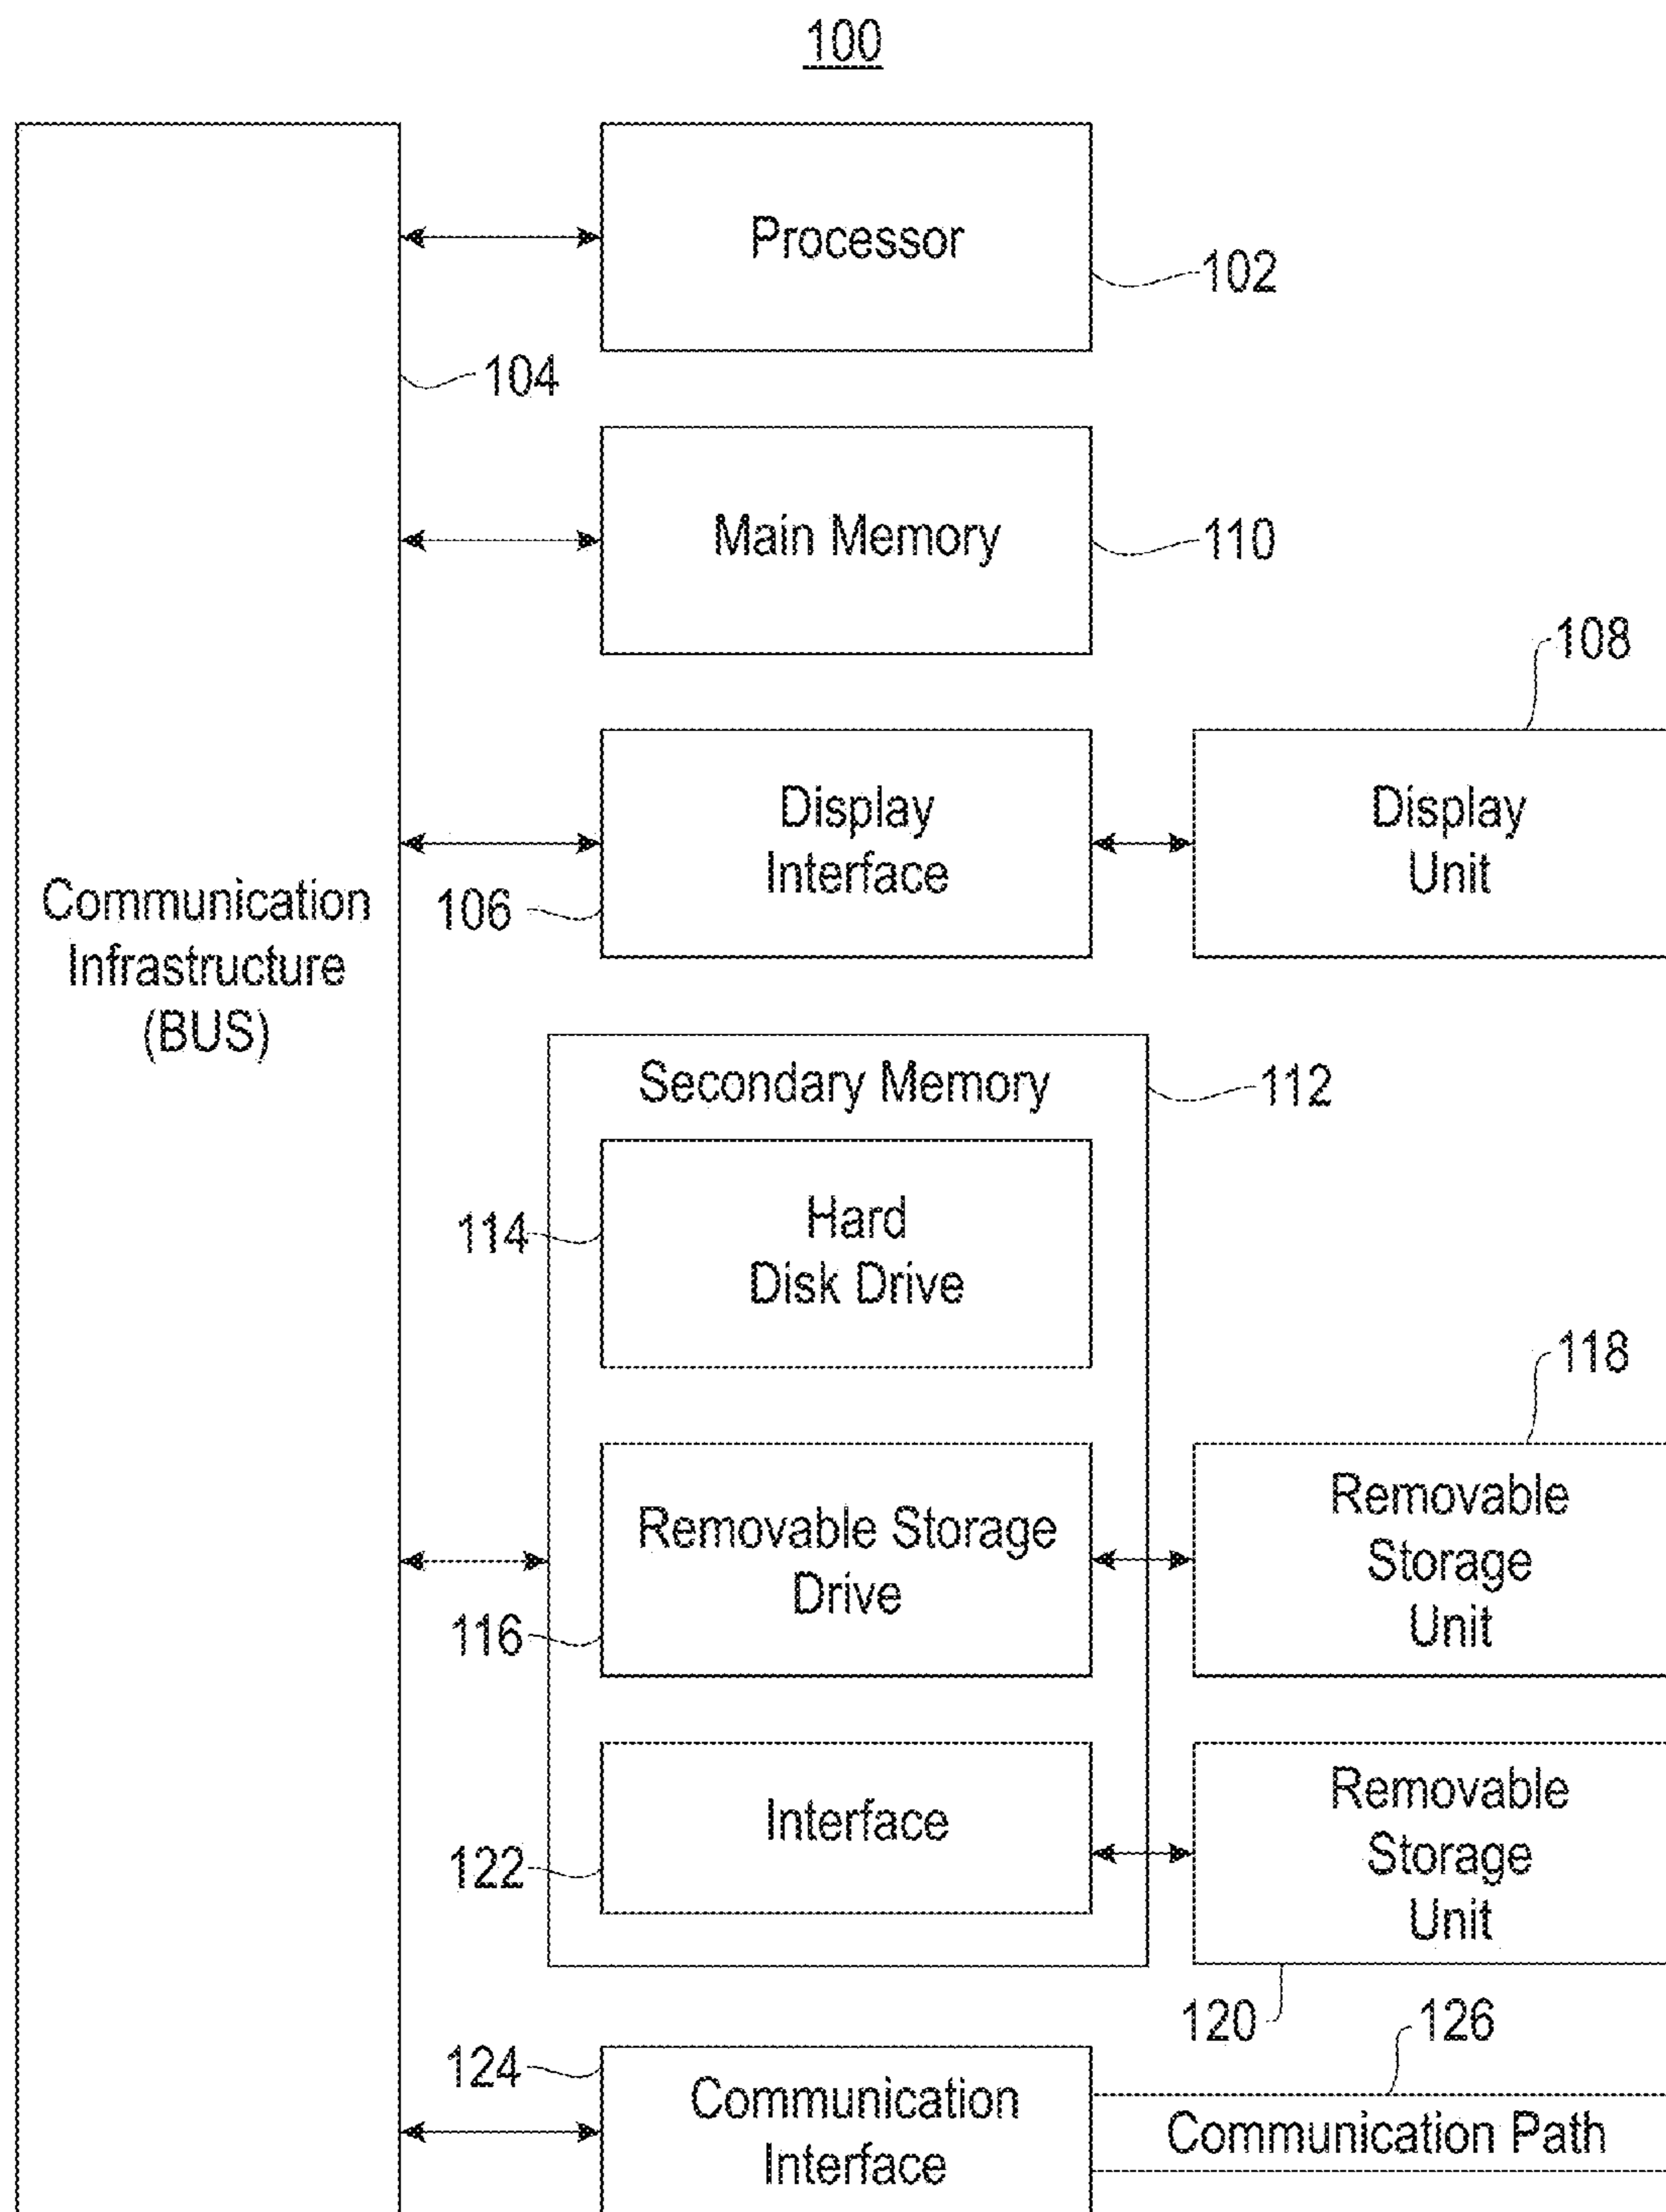 100
Processor
102
104
Main Memory
110
108
Display
Interface
106
Display
Unit
Communication
Infrastructure
(BUS)
Secondary Memory
112
Hard
Disk Drive
114
118
Removable Storage
Drive
116
Removable
Storage
Unit
Interface
122
Removable
Storage
Unit
120
126
124
Communication
Interface
Communication Path